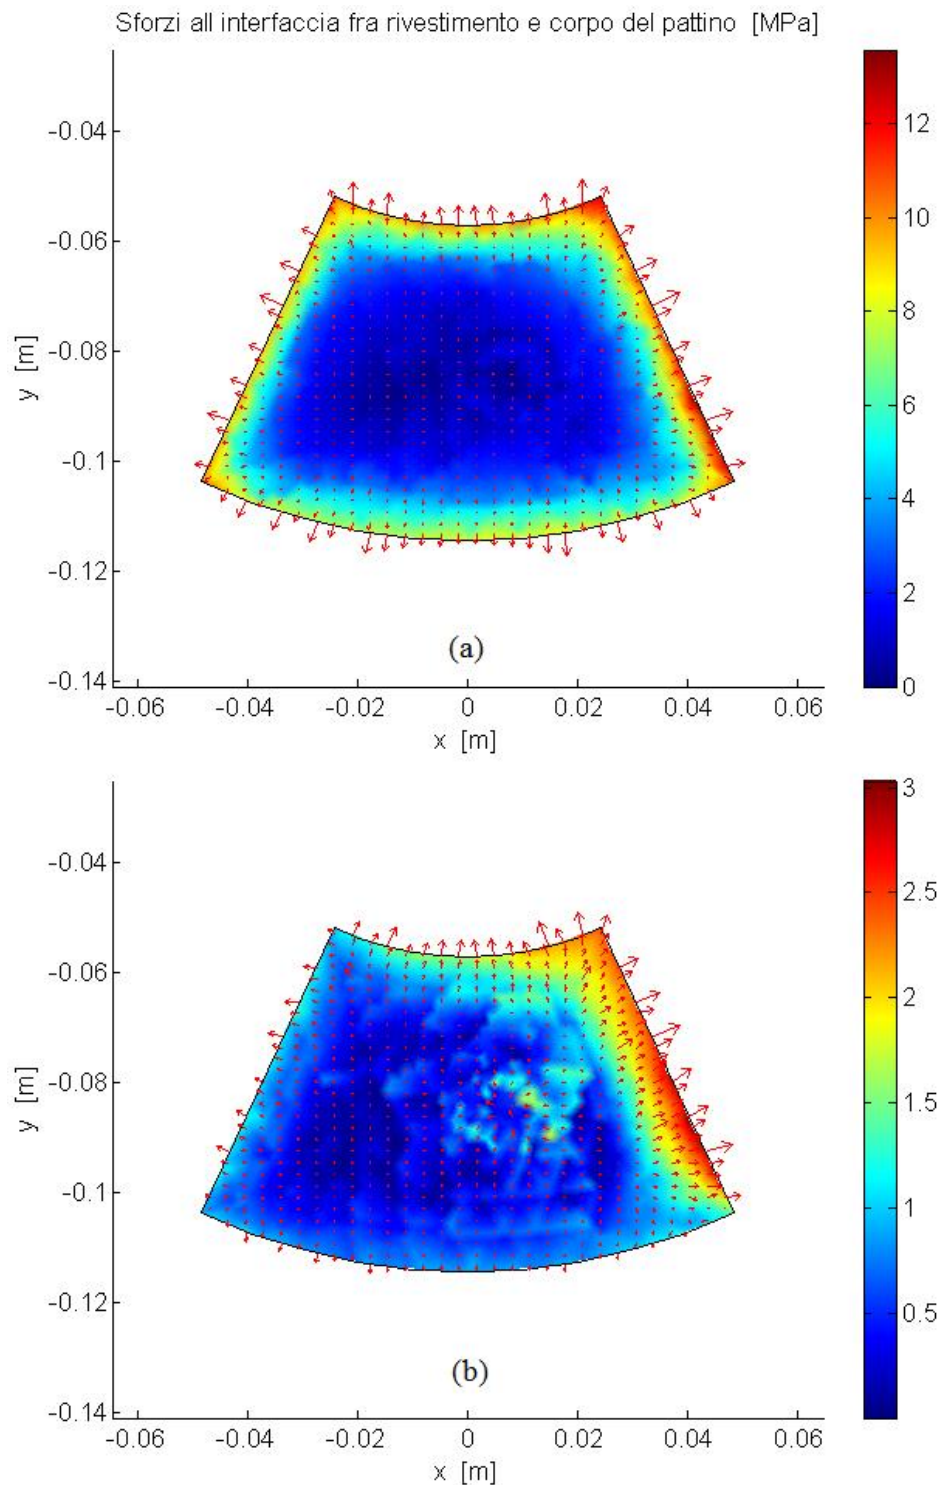 Sforzi all interfaccia fra rivestimento e corpo del pattino [MPa]
-0.04
-0.06
-0.08
-0.1
-0.12
-0.14
y [m]
12
10
8
6
4
2
0
(a)
-0.06 -0.04 -0.02 0 0.02 0.04 0.06
x [m]
-0.04
-0.06
-0.08
-0.1
-0.12
-0.14
y [m]
3
2.5
2
1.5
1
0.5
(b)
-0.06 -0.04 -0.02 0 0.02 0.04 0.06
x [m]